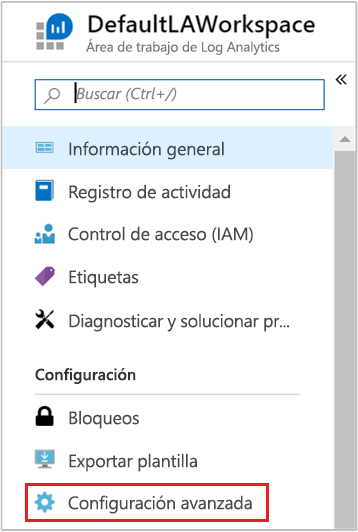 DefaultLAWorkspace
Área de trabajo de Log Analytics
Buscar (Ctrl+/)
Información general
Registro de actividad
Control de acceso (IAM)
Etiquetas
Diagnosticar y solucionar pr...
Configuración
Bloqueos
Exportar plantilla
Configuración avanzada